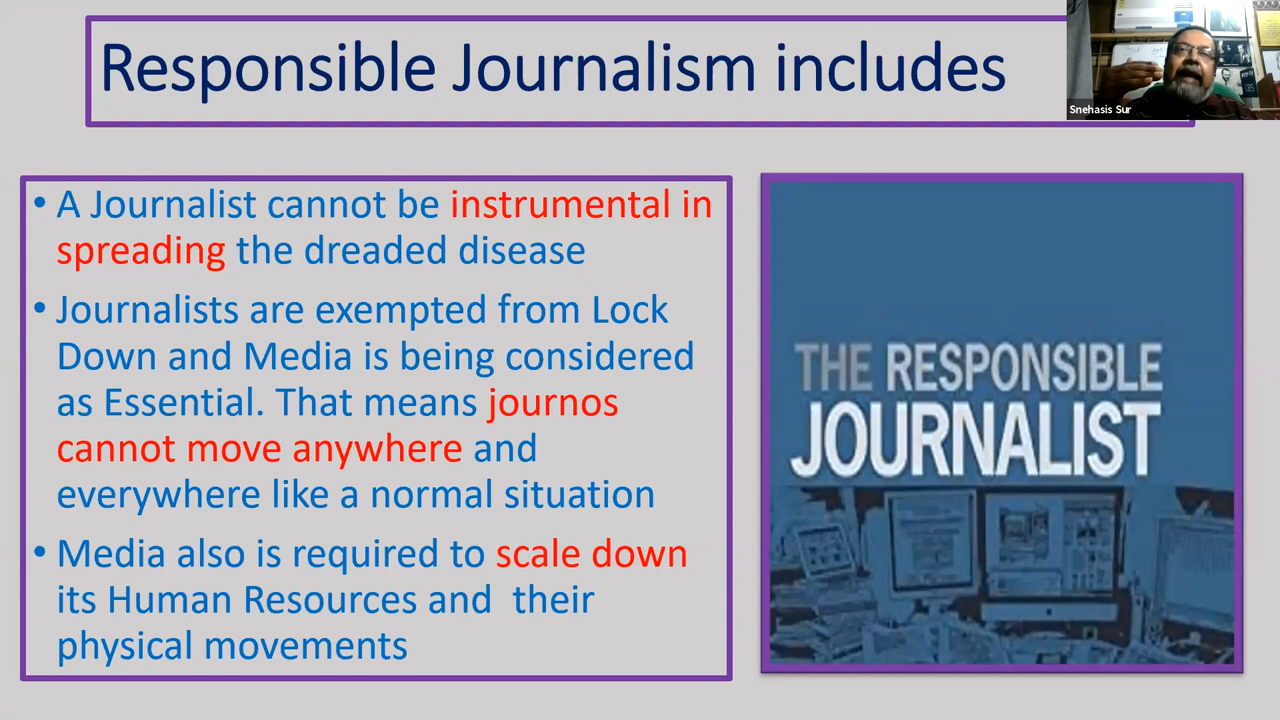 Responsible Journalism includes
Snehasis Sur
• A Journalist cannot be instrumental in
spreading the dreaded disease
• Journalists are exempted from Lock
Down and Media is being considered
as Essential. That means journos
cannot move anywhere and
everywhere like a normal situation
• Media also is required to scale down
its Human Resources and  their
physical movements
THE RESPONSIBLE
JOURNALIST